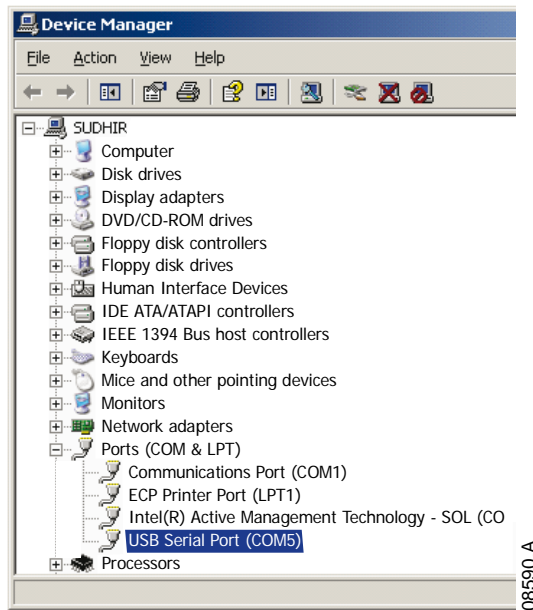 Device Manager
File Action View Help
SUDHIR
Computer
Disk drives
Display adapters
DVD/CD-ROM drives
Floppy disk controllers
Floppy disk drives
Human Interface Devices
IDE ATA/ATAPI controllers
IEEE 1394 Bus host controllers
Keyboards
Mice and other pointing devices
Monitors
Network adapters
Ports (COM & LPT)
Communications Port (COM1)
ECP Printer Port (LPT1)
Intel(R) Active Management Technology - SOL (CO
USB Serial Port (COM5)
Processors
08590 A